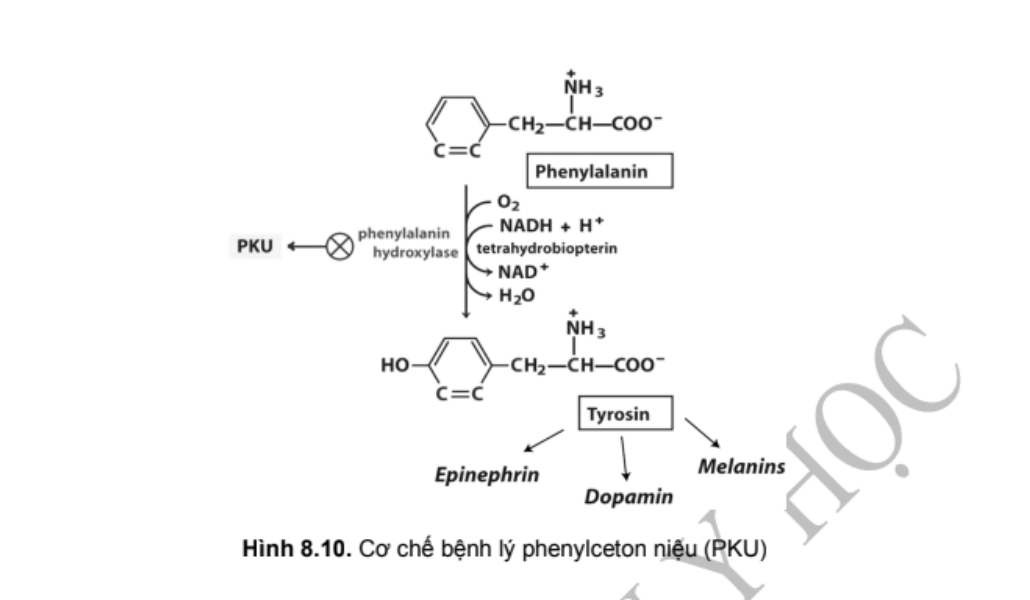 NH₃⁺
CH₂—CH—COO⁻
C=C
Phenylalanin
O₂
NADH + H⁺
phenylalanin
PKU
hydroxylase
tetrahydrobiopterin
NAD⁺
H₂O
NH₃⁺
HO
CH₂—CH—COO⁻
C=C
Tyrosin
Epinephrin
Dopamin
Melanins
Hình 8.10. Cơ chế bệnh lý phenylceton niệu (PKU)
Y HỌC